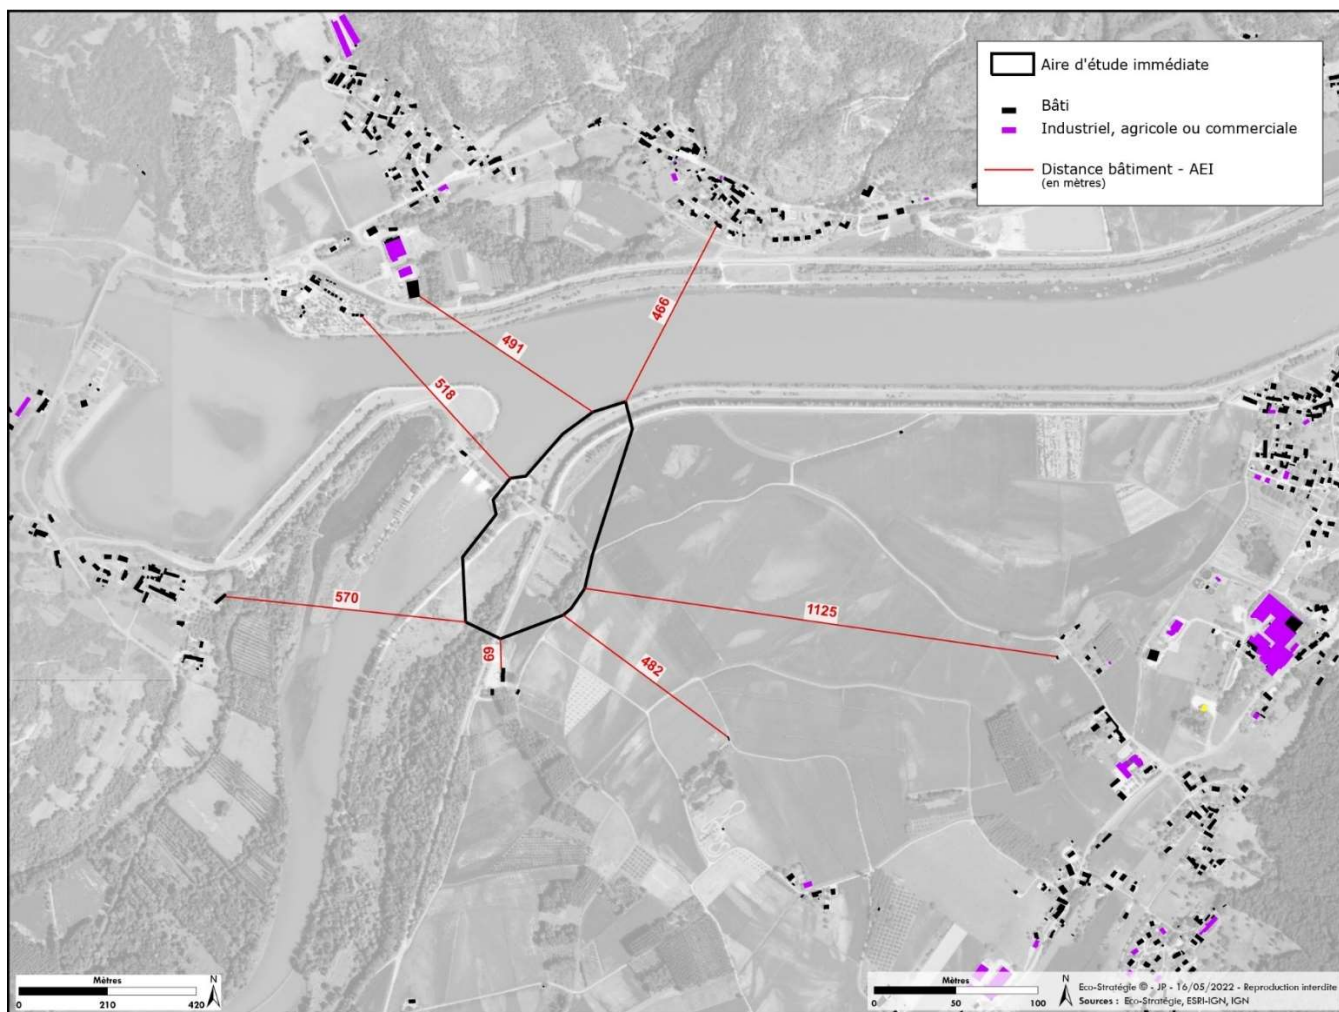 Aire d'étude immédiate
Bâti
Industriel, agricole ou commerciale
Distance bâtiment - AEI
(en mètres)
466
491
518
570
1125
69
482
Mètres
0 210 420
N
Mètres
0 50 100
N
Eco-Stratégie © - JP - 16/05/2022 - Reproduction interdite
Sources : Eco-Stratégie, ESRI-IGN, IGN